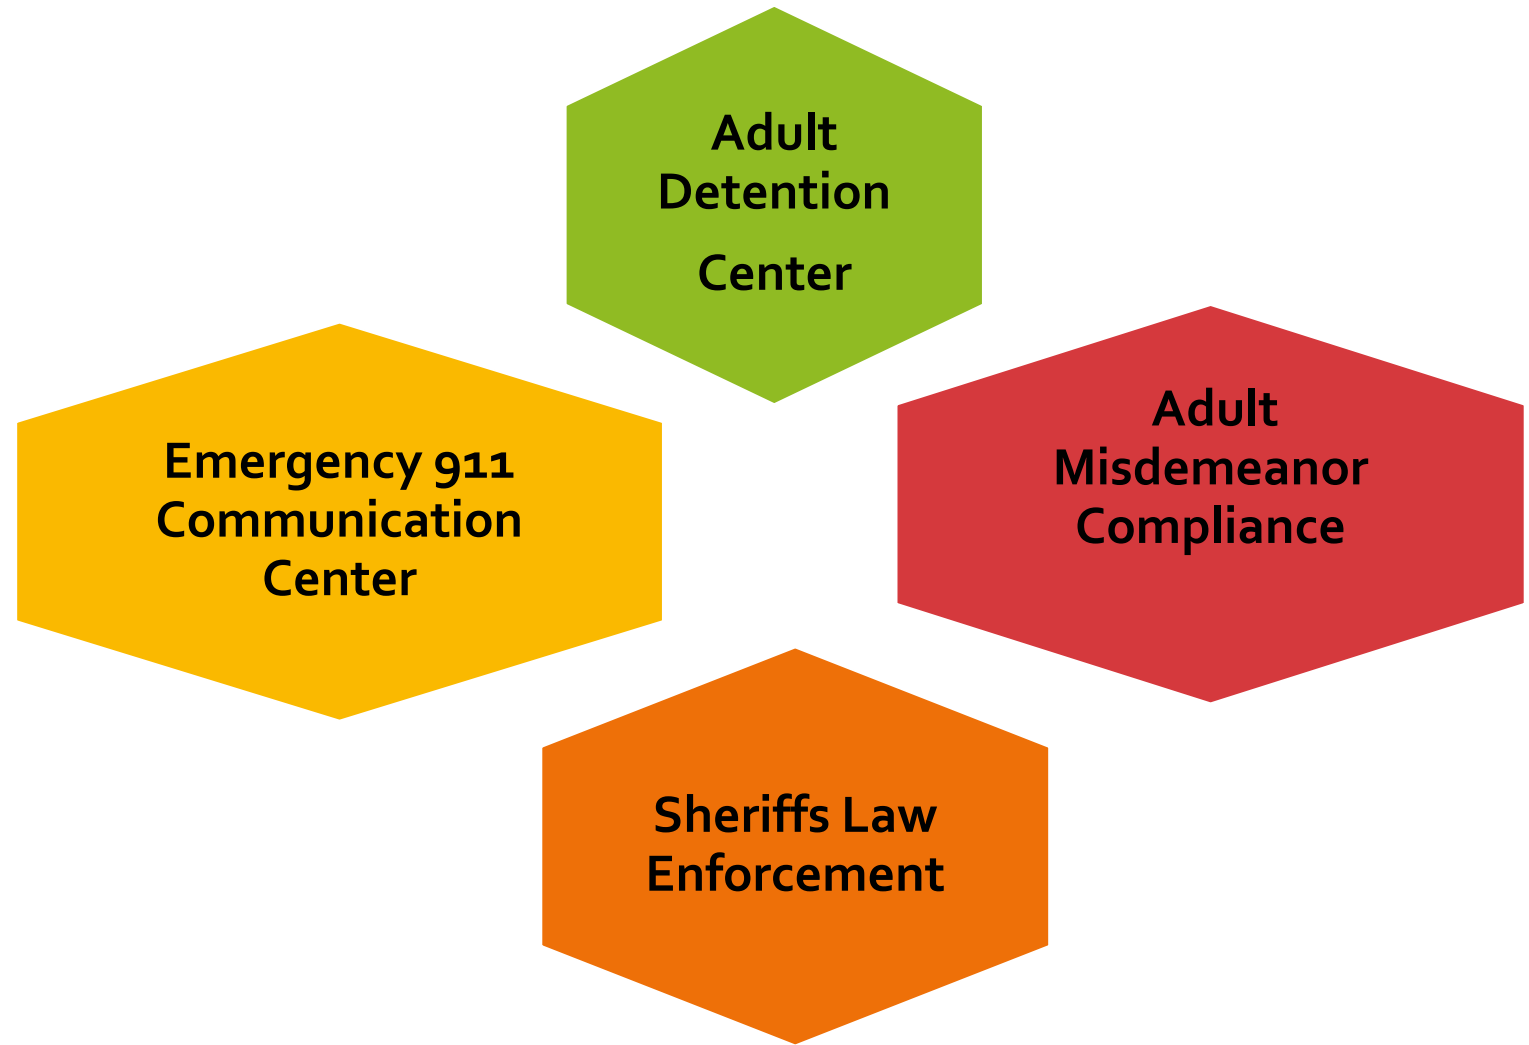 Adult
Detention
Center
Emergency 911
Communication
Center
Adult
Misdemeanor
Compliance
Sheriffs Law
Enforcement